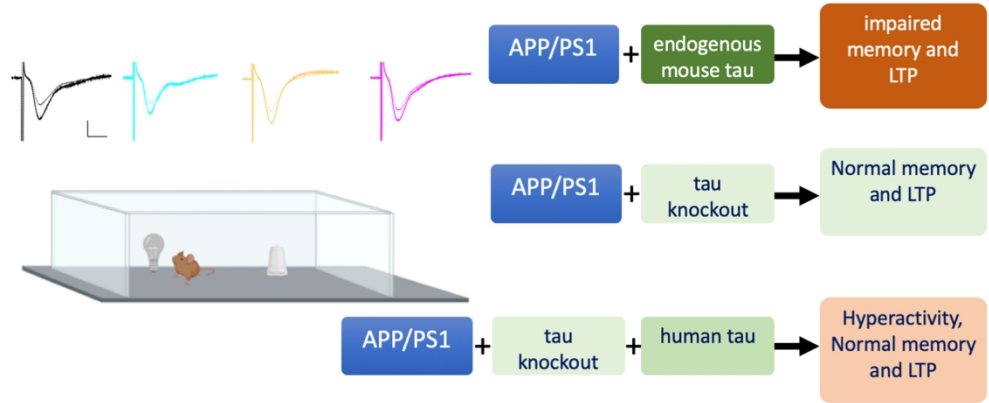 APP/PS1
+
endogenous
mouse tau
impaired
memory and
LTP
APP/PS1
+
tau
knockout
Normal memory
and LTP
APP/PS1
+
tau
knockout
+
human tau
Hyperactivity,
Normal memory
and LTP